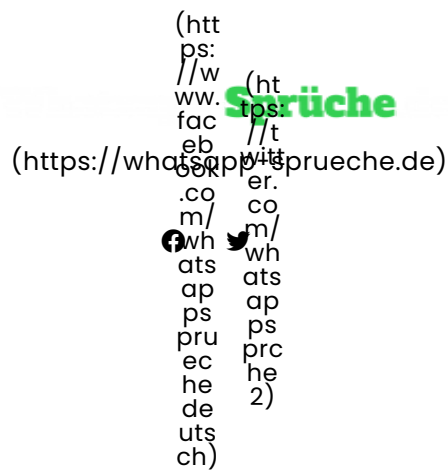 Sprüche
(https://whatsapp-sprueche.de)
(htt
ps:
//w
ww.
fac
eb
ook
.co
m/
wh
ats
ap
ps
pru
ec
he
de
uts
ch)
(ht
tps:
//t
witt
er.
co
m/
wh
ats
ap
ps
prc
he
2)